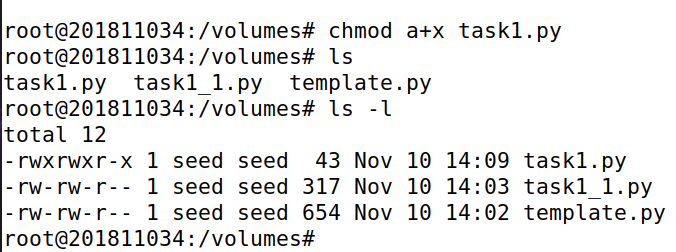 root@201811034:/volumes# chmod a+x task1.py
root@201811034:/volumes# ls
task1.py  task1_1.py  template.py
root@201811034:/volumes# ls -l
total 12
-rwxrwxr-x 1 seed seed  43 Nov 10 14:09 task1.py
-rw-rw-r-- 1 seed seed 317 Nov 10 14:03 task1_1.py
-rw-rw-r-- 1 seed seed 654 Nov 10 14:02 template.py
root@201811034:/volumes#